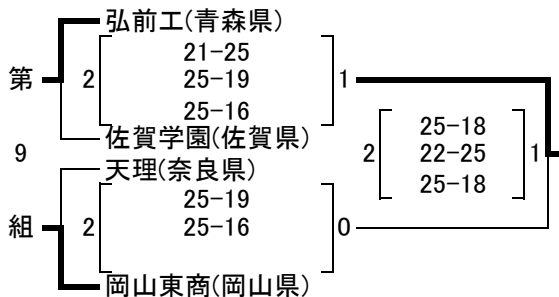 弘前工(青森県)
21-25
第 2 25-19 1
25-16
佐賀学園(佐賀県)
25-18
9 2 22-25 1
25-18
天理(奈良県)
25-19
組 2 25-16 0
岡山東商(岡山県)